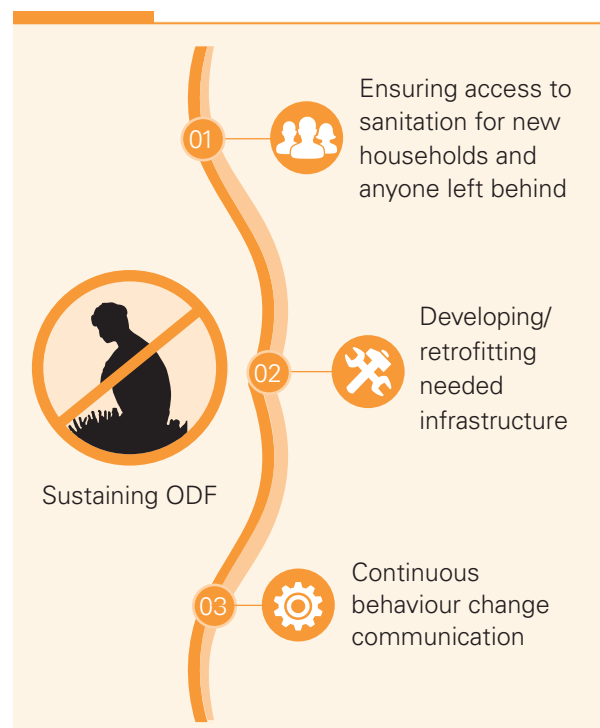 01
Ensuring access to
sanitation for new
households and
anyone left behind
Sustaining ODF
02
Developing/
retrofitting
needed
infrastructure
03
Continuous
behaviour change
communication